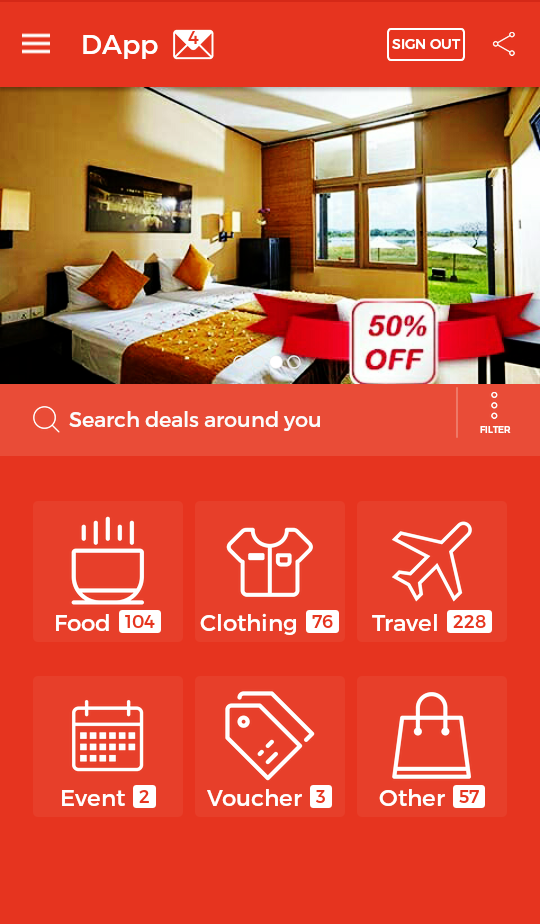 DApp 4 SIGN OUT
50%
OFF
Search deals around you
FILTER
Food 104
Clothing 76
Travel 228
Event 2
Voucher 3
Other 57